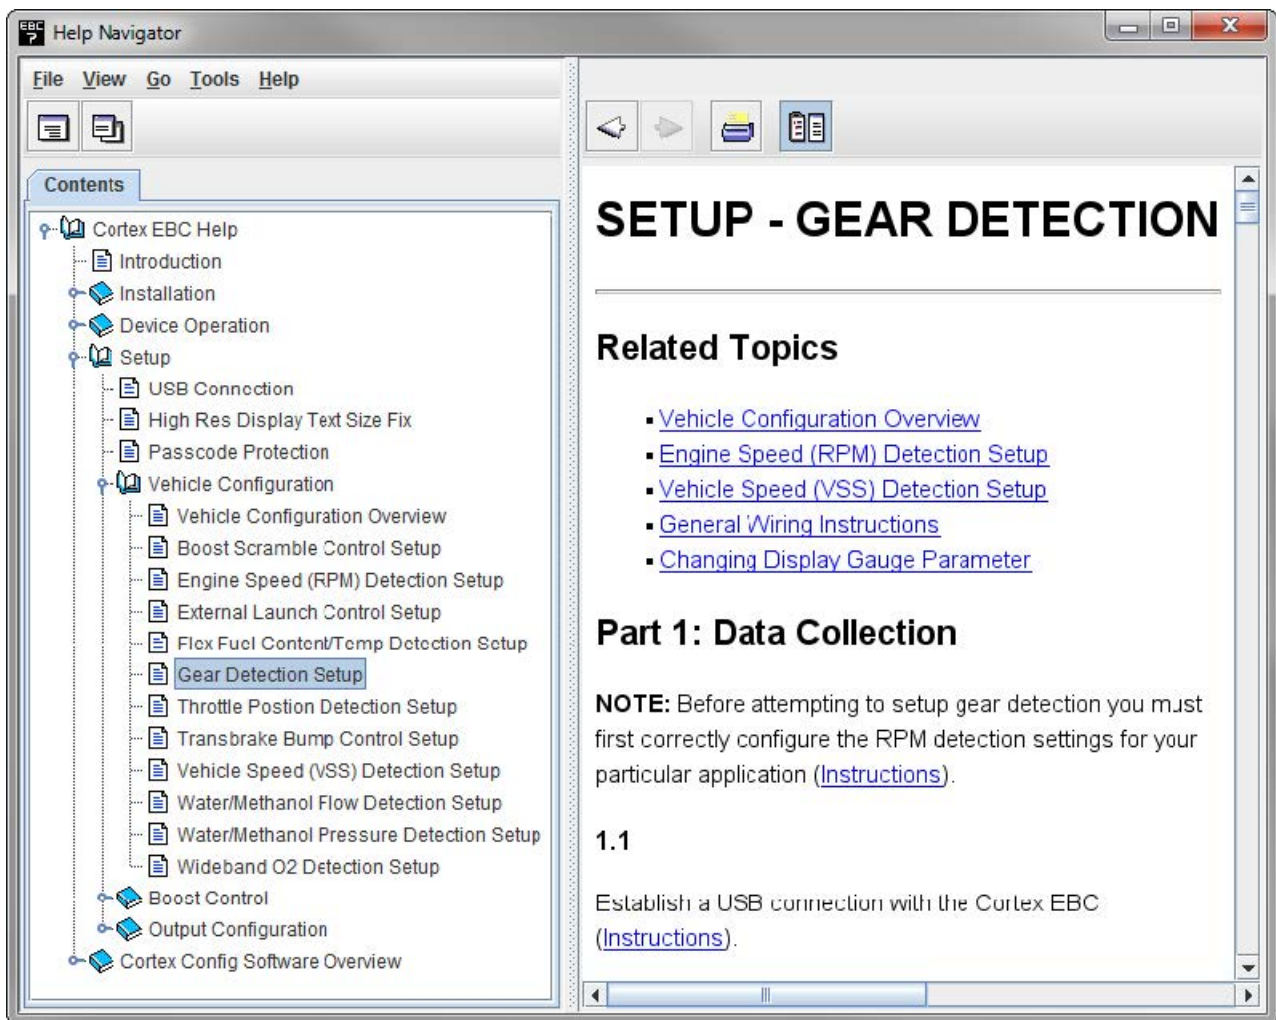 EBC
?
Help Navigator
File View Go Tools Help
Contents
Cortex EBC Help
Introduction
Installation
Device Operation
Setup
USB Connection
High Res Display Text Size Fix
Passcode Protection
Vehicle Configuration
Vehicle Configuration Overview
Boost Scramble Control Setup
Engine Speed (RPM) Detection Setup
External Launch Control Setup
Flex Fuel Content/Temp Detection Setup
Gear Detection Setup
Throttle Postion Detection Setup
Transbrake Bump Control Setup
Vehicle Speed (VSS) Detection Setup
Water/Methanol Flow Detection Setup
Water/Methanol Pressure Detection Setup
Wideband O2 Detection Setup
Boost Control
Output Configuration
Cortex Config Software Overview
SETUP - GEAR DETECTION
Related Topics
▪ Vehicle Configuration Overview
▪ Engine Speed (RPM) Detection Setup
▪ Vehicle Speed (VSS) Detection Setup
▪ General Wiring Instructions
▪ Changing Display Gauge Parameter
Part 1: Data Collection
NOTE: Before attempting to setup gear detection you must
first correctly configure the RPM detection settings for your
particular application (Instructions).
1.1
Establish a USB connection with the Cortex EBC
(Instructions).